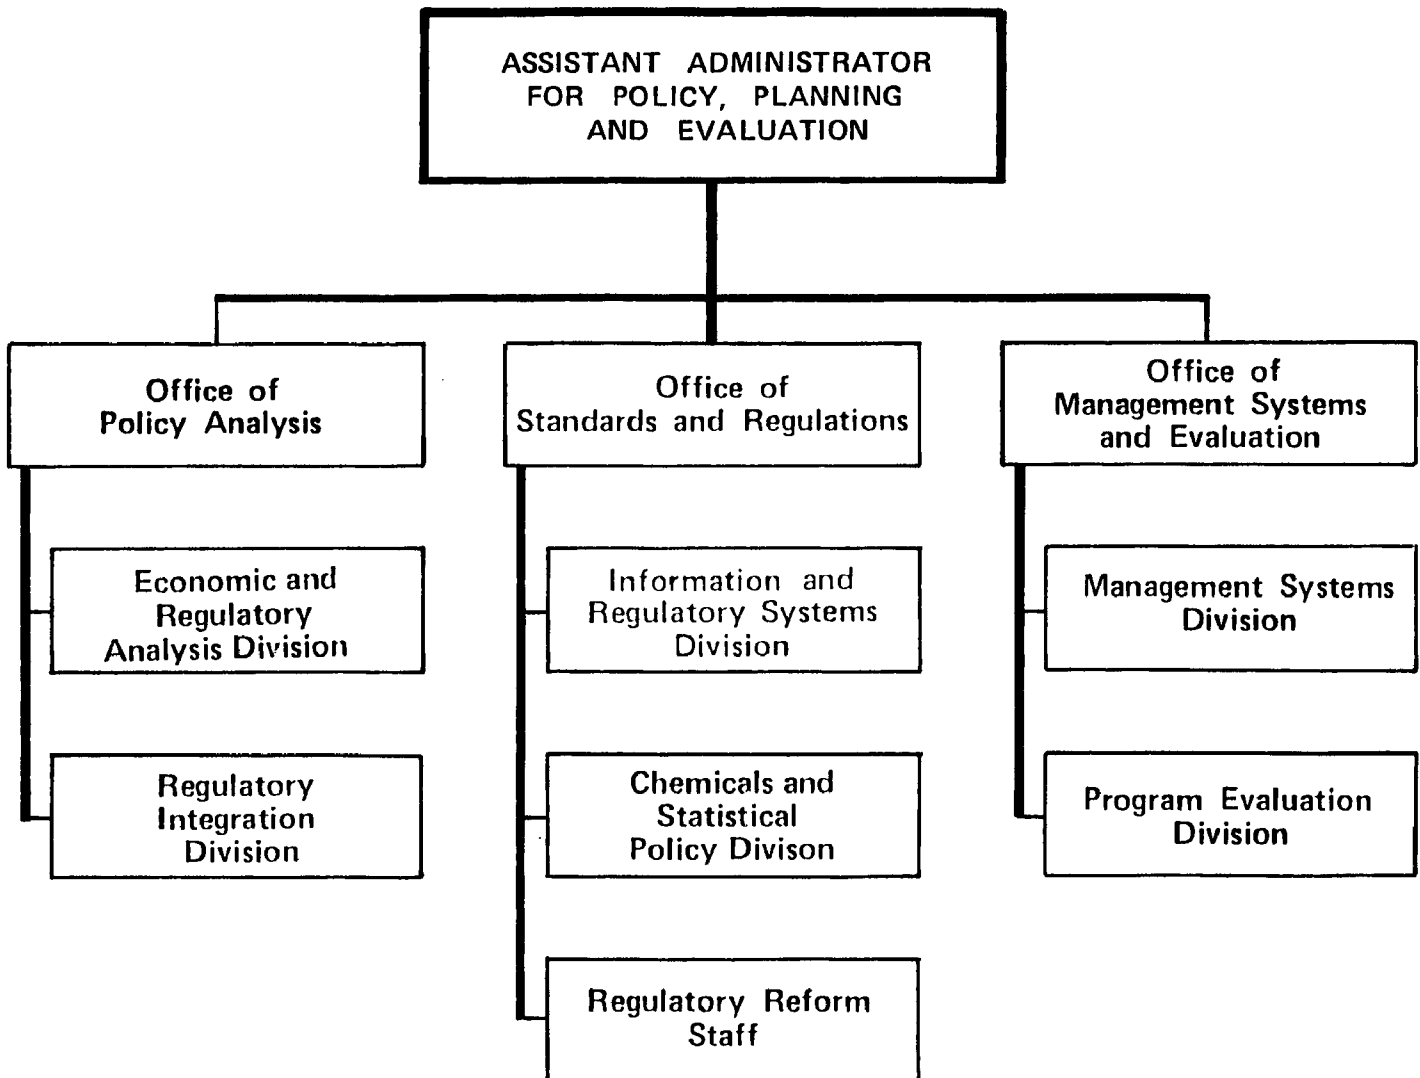 ASSISTANT ADMINISTRATOR
FOR POLICY, PLANNING
AND EVALUATION
Office of
Policy Analysis
Office of
Standards and Regulations
Office of
Management Systems
and Evaluation
Economic and
Regulatory
Analysis Division
Information and
Regulatory Systems
Division
Management Systems
Division
Regulatory
Integration
Division
Chemicals and
Statistical
Policy Divison
Program Evaluation
Division
Regulatory Reform
Staff